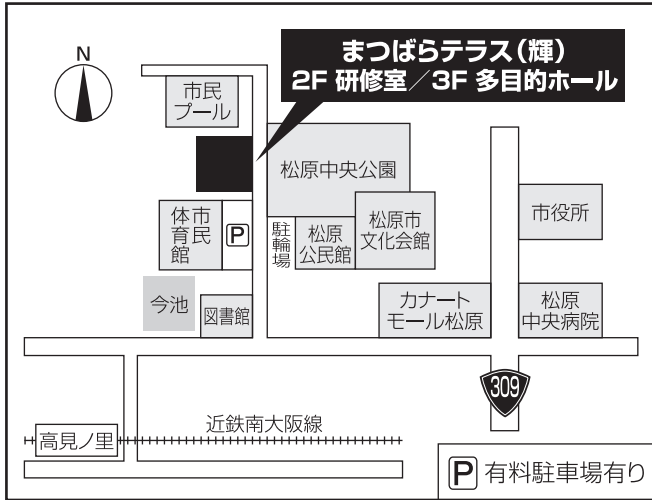 まつばらテラス(輝)
2F 研修室／3F 多目的ホール
N
市民
プール
松原中央公園
市民
体育館
P
駐輪場
松原
公民館
松原市
文化会館
市役所
今池
図書館
カナート
モール松原
松原
中央病院
309
近鉄南大阪線
高見ノ里
P 有料駐車場有り